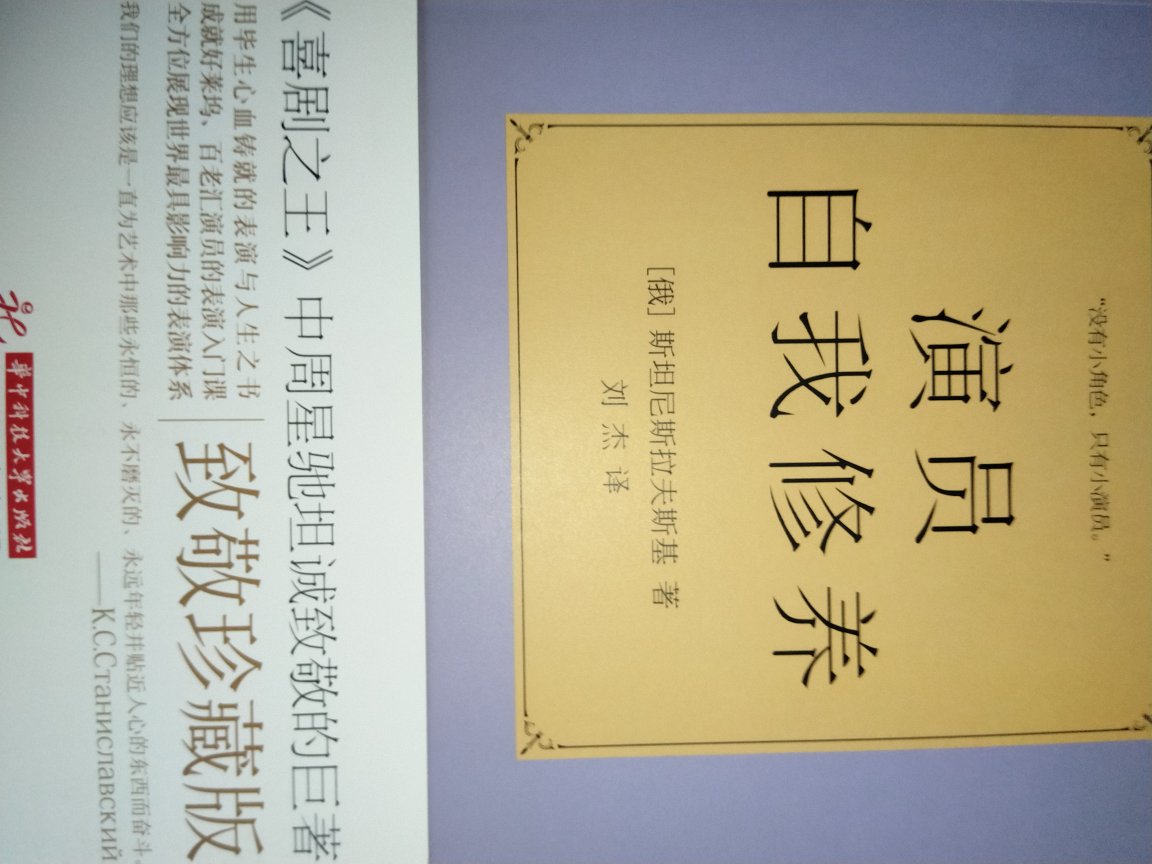 “没有小角色，只有小演员。”
演员
自我修养
[俄] 斯坦尼斯拉夫斯基 著
刘杰 译
《喜剧之王》中周星驰坦诚致敬的巨著
用毕生心血铸就的表演与人生之书
成就好莱坞、百老汇演员的表演入门课
全方位展现世界最具影响力的表演体系
致敬珍藏版
我们的理想应该是一直为艺术中那些永恒的、永不磨灭的、永远年轻并贴近人心的东西而奋斗。
——К.С.Станиславский
华中科技大学出版社